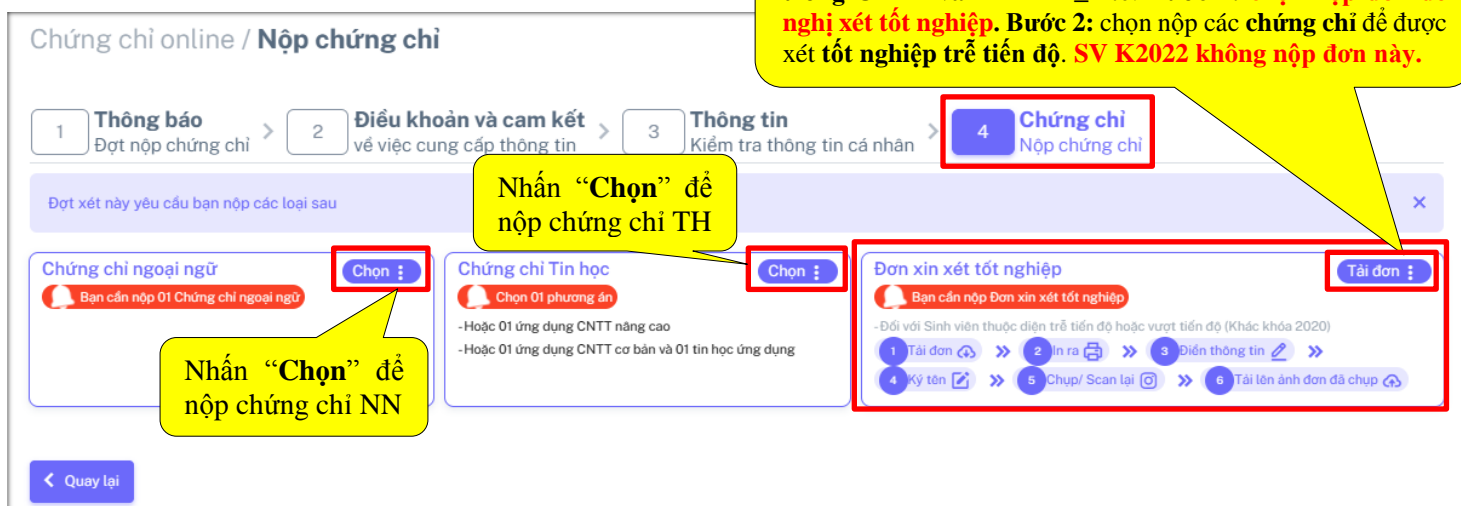 nghị xét tốt nghiệp. Bước 2: chọn nộp các chứng chỉ để được
xét tốt nghiệp trễ tiến độ. SV K2022 không nộp đơn này.
Chứng chỉ online / Nộp chứng chỉ
1 Thông báo
Đợt nộp chứng chỉ
2 Điều khoản và cam kết
về việc cung cấp thông tin
3 Thông tin
Kiểm tra thông tin cá nhân
4 Chứng chỉ
Nộp chứng chỉ
Nhấn “Chọn” để
nộp chứng chỉ TH
Đợt xét này yêu cầu bạn nộp các loại sau
Chứng chỉ ngoại ngữ
Chọn
Bạn cần nộp 01 Chứng chỉ ngoại ngữ
Nhấn “Chọn” để
nộp chứng chỉ NN
Chứng chỉ Tin học
Chọn
Chọn 01 phương án
-Hoặc 01 ứng dụng CNTT nâng cao
-Hoặc 01 ứng dụng CNTT cơ bản và 01 tin học ứng dụng
Đơn xin xét tốt nghiệp
Tải đơn
Bạn cần nộp Đơn xin xét tốt nghiệp
-Đối với Sinh viên thuộc diện trễ tiến độ hoặc vượt tiến độ (Khác khóa 2020)
1 Tải đơn » 2 In ra » 3 Điền thông tin »
4 Ký tên » 5 Chụp/ Scan lại » 6 Tải lên ảnh đơn đã chụp
Quay lại